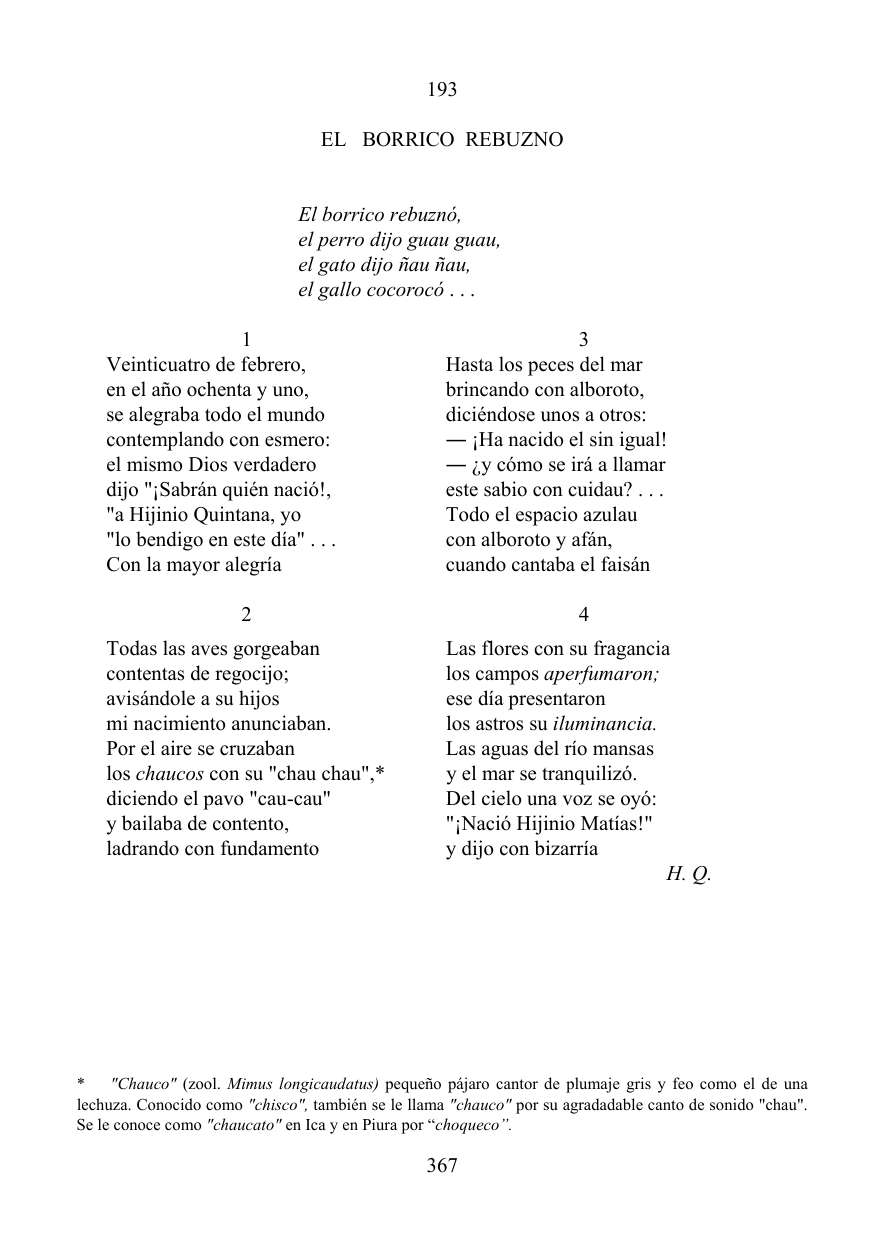 193
EL BORRICO REBUZNO
El borrico rebuznó,
el perro dijo guau guau,
el gato dijo ñau ñau,
el gallo cocorocó . . .
1
Veinticuatro de febrero,
en el año ochenta y uno,
se alegraba todo el mundo
contemplando con esmero:
el mismo Dios verdadero
dijo "¡Sabrán quién nació!,
"a Hijinio Quintana, yo
"lo bendigo en este día" . . .
Con la mayor alegría
2
Todas las aves gorgeaban
contentas de regocijo;
avisándole a su hijos
mi nacimiento anunciaban.
Por el aire se cruzaban
los chaucos con su "chau chau",*
diciendo el pavo "cau-cau"
y bailaba de contento,
ladrando con fundamento
3
Hasta los peces del mar
brincando con alboroto,
diciéndose unos a otros:
― ¡Ha nacido el sin igual!
― ¿y cómo se irá a llamar
este sabio con cuidau? . . .
Todo el espacio azulau
con alboroto y afán,
cuando cantaba el faisán
4
Las flores con su fragancia
los campos aperfumaron;
ese día presentaron
los astros su iluminancia.
Las aguas del río mansas
y el mar se tranquilizó.
Del cielo una voz se oyó:
"¡Nació Hijinio Matías!"
y dijo con bizarría
H. Q.
* "Chauco" (zool. Mimus longicaudatus) pequeño pájaro cantor de plumaje gris y feo como el de una
lechuza. Conocido como "chisco", también se le llama "chauco" por su agradadable canto de sonido "chau".
Se le conoce como "chaucato" en Ica y en Piura por “choqueco”.
367